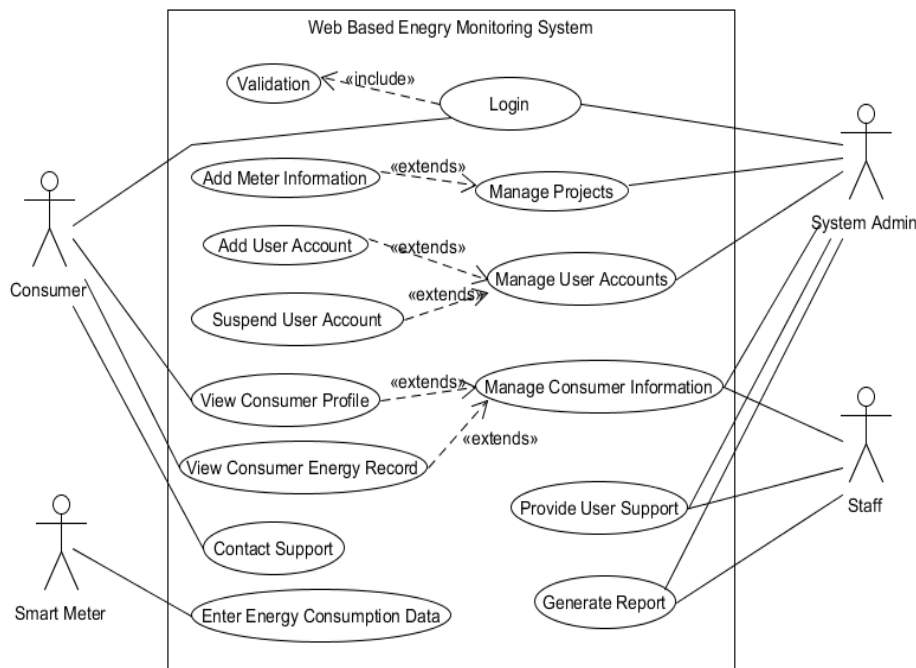 Web Based Enegry Monitoring System
Validation
«include»
Login
Add Meter Information
«extends»
Manage Projects
System Admin
Add User Account
«extends»
Manage User Accounts
Consumer
«extends»
Suspend User Account
View Consumer Profile
«extends»
Manage Consumer Information
«extends»
View Consumer Energy Record
Provide User Support
Staff
Contact Support
Smart Meter
Enter Energy Consumption Data
Generate Report